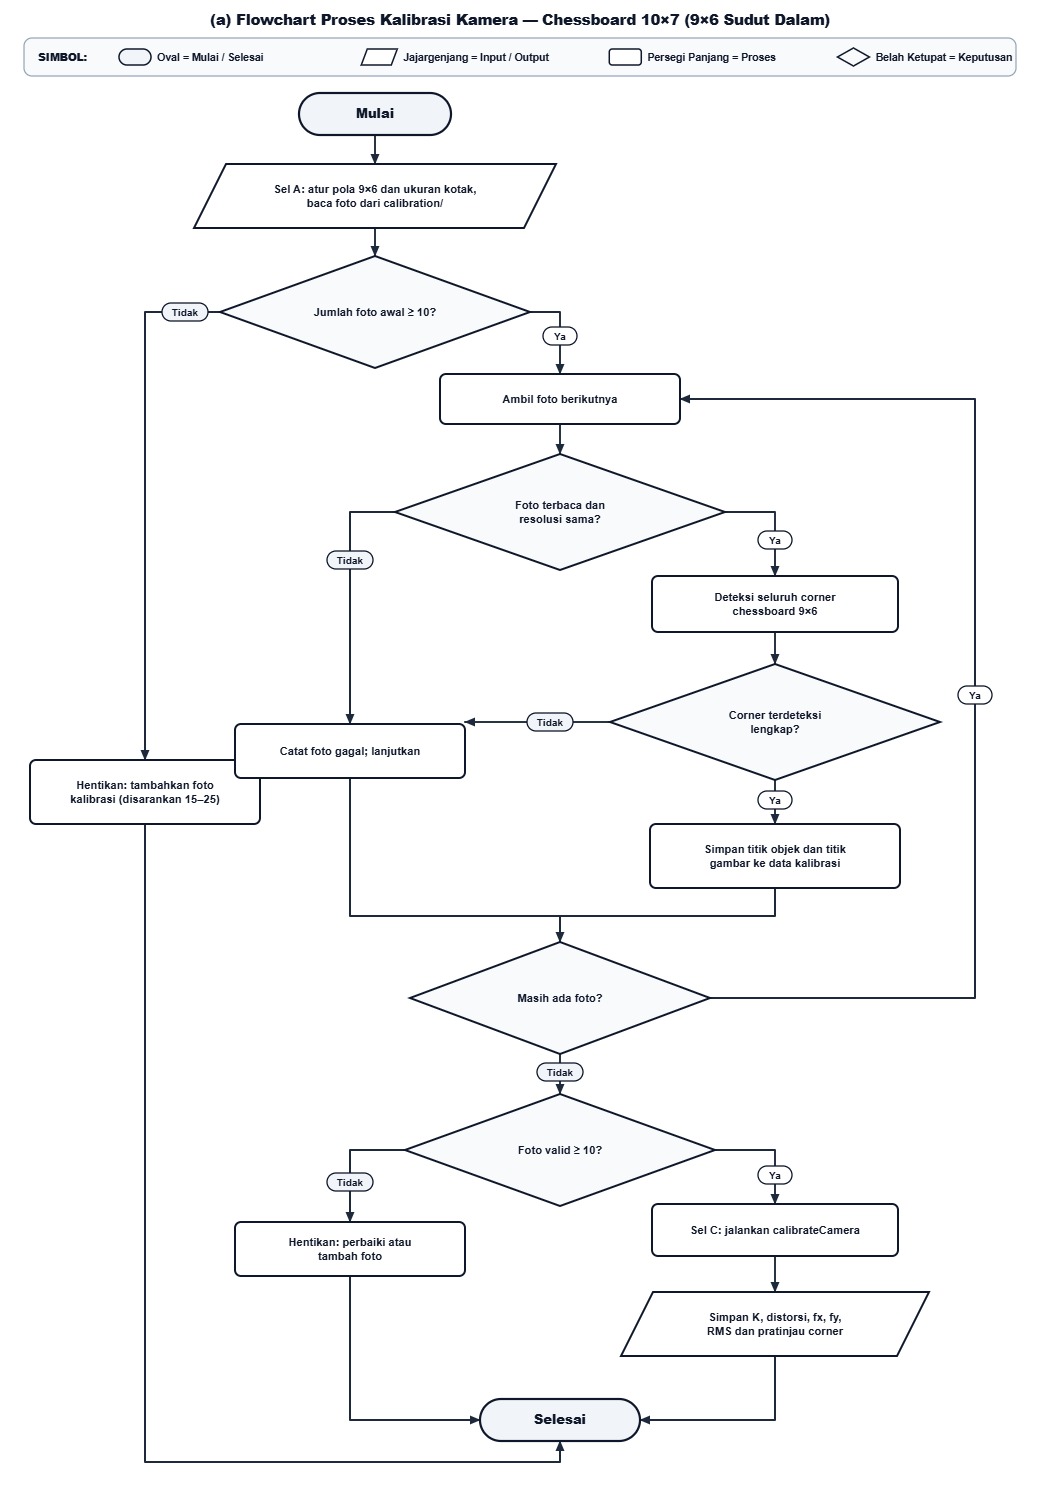 (a) Flowchart Proses Kalibrasi Kamera — Chessboard 10×7 (9×6 Sudut Dalam)
SIMBOL:
Oval = Mulai / Selesai
Jajargenjang = Input / Output
Persegi Panjang = Proses
Belah Ketupat = Keputusan
Mulai
Sel A: atur pola 9×6 dan ukuran kotak,
baca foto dari calibration/
Jumlah foto awal ≥ 10?
Tidak
Ya
Ambil foto berikutnya
Foto terbaca dan
resolusi sama?
Tidak
Ya
Deteksi seluruh corner
chessboard 9×6
Ya
Corner terdeteksi
lengkap?
Tidak
Catat foto gagal; lanjutkan
Hentikan: tambahkan foto
kalibrasi (disarankan 15–25)
Ya
Simpan titik objek dan titik
gambar ke data kalibrasi
Masih ada foto?
Tidak
Foto valid ≥ 10?
Tidak
Ya
Hentikan: perbaiki atau
tambah foto
Sel C: jalankan calibrateCamera
Simpan K, distorsi, fx, fy,
RMS dan pratinjau corner
Selesai